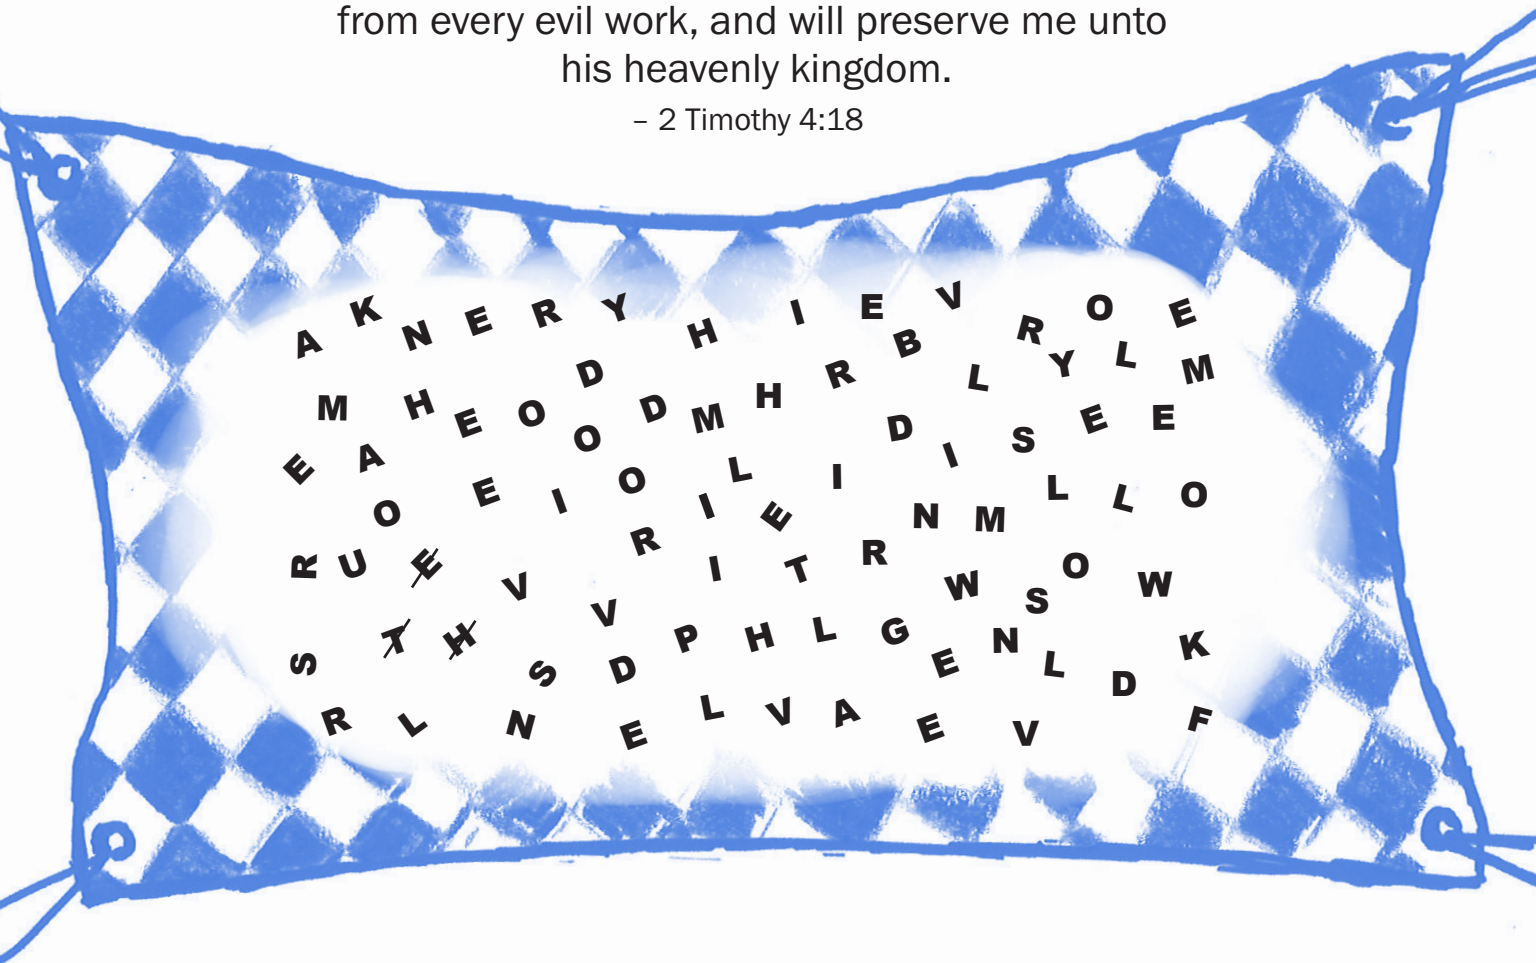 from every evil work, and will preserve me unto
his heavenly kingdom.
– 2 Timothy 4:18
A K N E R Y H I E V R O E
M H E O D D M H R B L Y L M
E A O O L I D I S E E
O E I I E N M L L O
R U E V R I T R W S O W
S T H S V D P H L G E N L D K
R L N E L V A E V F